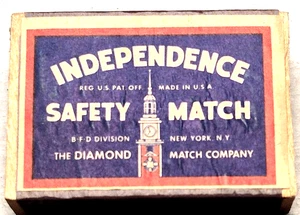 INDEPENDENCE
REG U.S. PAT OFF. MADE IN U.S.A
SAFETY MATCH
B-F-D DIVISION NEW YORK, N.Y
THE DIAMOND MATCH COMPANY